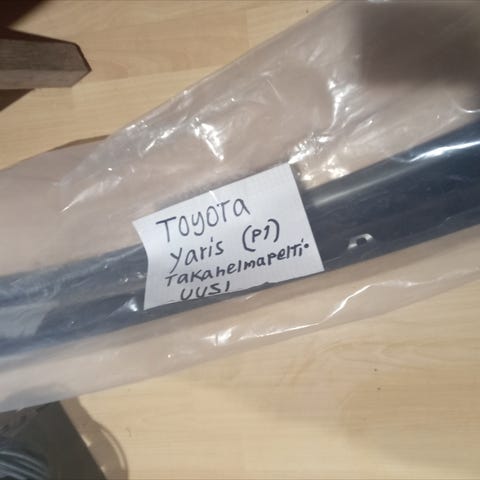 Toyota
yaris (P1)
Takahelmapelti.
UUSI